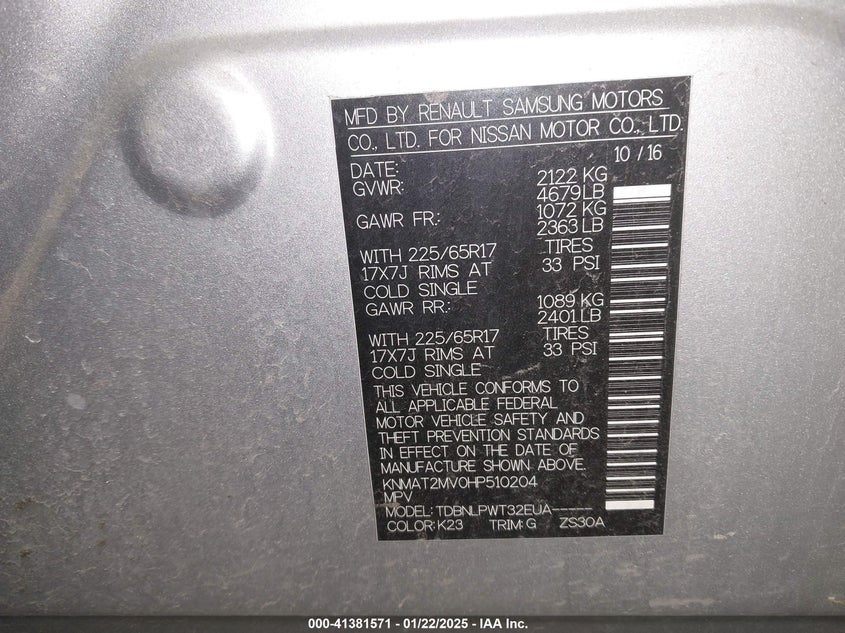 MFD BY RENAULT SAMSUNG MOTORS
CO., LTD. FOR NISSAN MOTOR CO., LTD.
DATE: 10 / 16
GVWR: 2122 KG
4679 LB
GAWR FR.: 1072 KG
2363 LB
WITH 225/65R17 TIRES
17X7J RIMS AT 33 PSI
COLD SINGLE
GAWR RR.: 1089 KG
2401 LB
WITH 225/65R17 TIRES
17X7J RIMS AT 33 PSI
COLD SINGLE
THIS VEHICLE CONFORMS TO
ALL APPLICABLE FEDERAL
MOTOR VEHICLE SAFETY AND
THEFT PREVENTION STANDARDS
IN EFFECT ON THE DATE OF
MANUFACTURE SHOWN ABOVE.
KNMAT2MV0HP510204
MPV
MODEL: TDBNLPWT32EUA-----
COLOR: K23 TRIM: G ZS30A
000-41381571 - 01/22/2025 - IAA Inc.